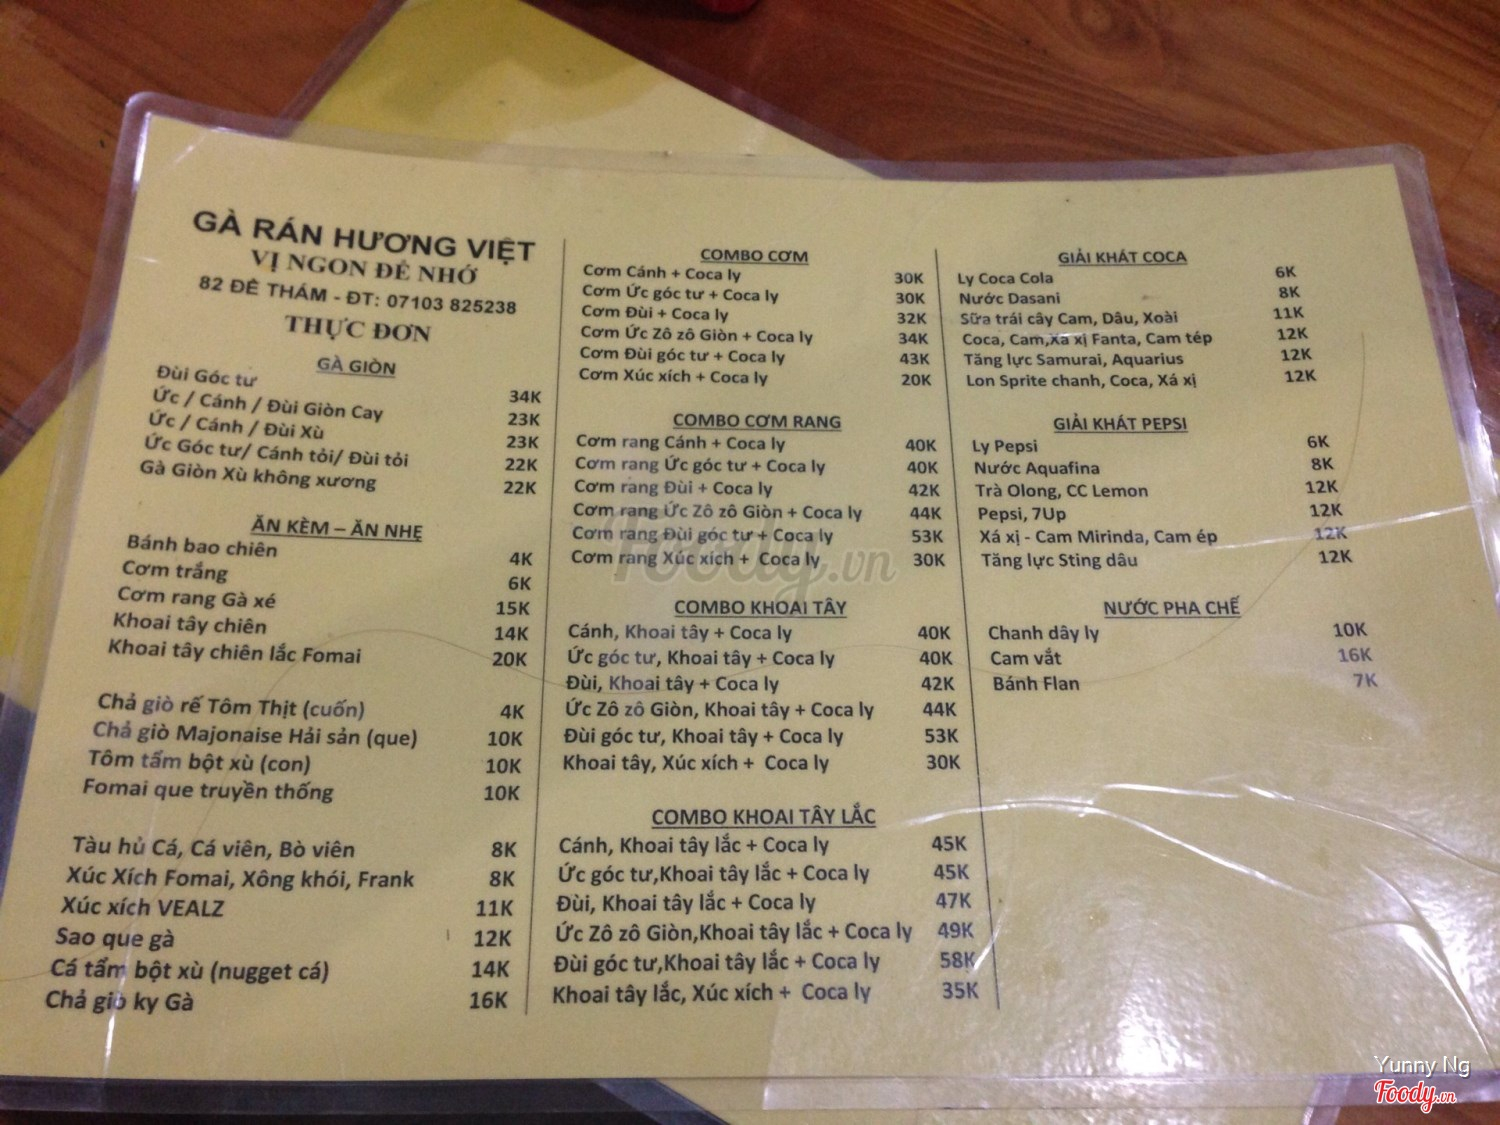 GÀ RÁN HƯƠNG VIỆT
VỊ NGON DỄ NHỚ
82 ĐỀ THÁM - ĐT: 07103 825238
THỰC ĐƠN
GÀ GIÒN
Đùi Góc tư 34K
Ức / Cánh / Đùi Giòn Cay 23K
Ức / Cánh / Đùi Xù 23K
Ức Góc tư/ Cánh tỏi/ Đùi tỏi 22K
Gà Giòn Xù không xương 22K
ĂN KÈM – ĂN NHẸ
Bánh bao chiên 4K
Cơm trắng 6K
Cơm rang Gà xé 15K
Khoai tây chiên 14K
Khoai tây chiên lắc Fomai 20K
Chả giò rế Tôm Thịt (cuốn) 4K
Chả giò Majonaise Hải sản (que) 10K
Tôm tẩm bột xù (con) 10K
Fomai que truyền thống 10K
Tàu hủ Cá, Cá viên, Bò viên 8K
Xúc Xích Fomai, Xông khói, Frank 8K
Xúc xích VEALZ 11K
Sao que gà 12K
Cá tẩm bột xù (nugget cá) 14K
Chả giò ky Gà 16K
COMBO CƠM
Cơm Cánh + Coca ly 30K
Cơm Ức góc tư + Coca ly 30K
Cơm Đùi + Coca ly 32K
Cơm Ức Zô zô Giòn + Coca ly 34K
Cơm Đùi góc tư + Coca ly 43K
Cơm Xúc xích + Coca ly 20K
COMBO CƠM RANG
Cơm rang Cánh + Coca ly 40K
Cơm rang Ức góc tư + Coca ly 40K
Cơm rang Đùi + Coca ly 42K
Cơm rang Ức Zô zô Giòn + Coca ly 44K
Cơm rang Đùi góc tư + Coca ly 53K
Cơm rang Xúc xích + Coca ly 30K
COMBO KHOAI TÂY
Cánh, Khoai tây + Coca ly 40K
Ức góc tư, Khoai tây + Coca ly 40K
Đùi, Khoai tây + Coca ly 42K
Ức Zô zô Giòn, Khoai tây + Coca ly 44K
Đùi góc tư, Khoai tây + Coca ly 53K
Khoai tây, Xúc xích + Coca ly 30K
COMBO KHOAI TÂY LẮC
Cánh, Khoai tây lắc + Coca ly 45K
Ức góc tư,Khoai tây lắc + Coca ly 45K
Đùi, Khoai tây lắc + Coca ly 47K
Ức Zô zô Giòn,Khoai tây lắc + Coca ly 49K
Đùi góc tư,Khoai tây lắc + Coca ly 58K
Khoai tây lắc, Xúc xích + Coca ly 35K
GIẢI KHÁT COCA
Ly Coca Cola 6K
Nước Dasani 8K
Sữa trái cây Cam, Dâu, Xoài 11K
Coca, Cam,Xá xị Fanta, Cam tép 12K
Tăng lực Samurai, Aquarius 12K
Lon Sprite chanh, Coca, Xá xị 12K
GIẢI KHÁT PEPSI
Ly Pepsi 6K
Nước Aquafina 8K
Trà Olong, CC Lemon 12K
Pepsi, 7Up 12K
Xá xị - Cam Mirinda, Cam ép 12K
Tăng lực Sting dâu 12K
NƯỚC PHA CHẾ
Chanh dây ly 10K
Cam vắt 16K
Bánh Flan 7K
Foody.vn
Yunny Ng
Foody.vn